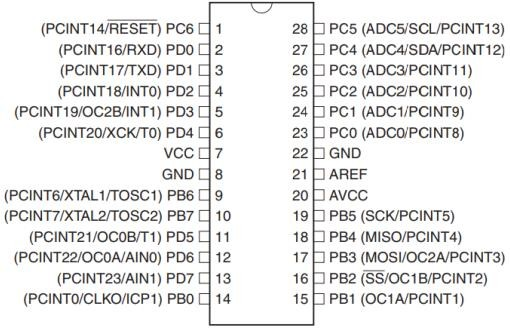 (PCINT14/RESET) PC6 1 28 PC5 (ADC5/SCL/PCINT13)
(PCINT16/RXD) PD0 2 27 PC4 (ADC4/SDA/PCINT12)
(PCINT17/TXD) PD1 3 26 PC3 (ADC3/PCINT11)
(PCINT18/INT0) PD2 4 25 PC2 (ADC2/PCINT10)
(PCINT19/OC2B/INT1) PD3 5 24 PC1 (ADC1/PCINT9)
(PCINT20/XCK/T0) PD4 6 23 PC0 (ADC0/PCINT8)
VCC 7 22 GND
GND 8 21 AREF
(PCINT6/XTAL1/TOSC1) PB6 9 20 AVCC
(PCINT7/XTAL2/TOSC2) PB7 10 19 PB5 (SCK/PCINT5)
(PCINT21/OC0B/T1) PD5 11 18 PB4 (MISO/PCINT4)
(PCINT22/OC0A/AIN0) PD6 12 17 PB3 (MOSI/OC2A/PCINT3)
(PCINT23/AIN1) PD7 13 16 PB2 (SS/OC1B/PCINT2)
(PCINT0/CLKO/ICP1) PB0 14 15 PB1 (OC1A/PCINT1)